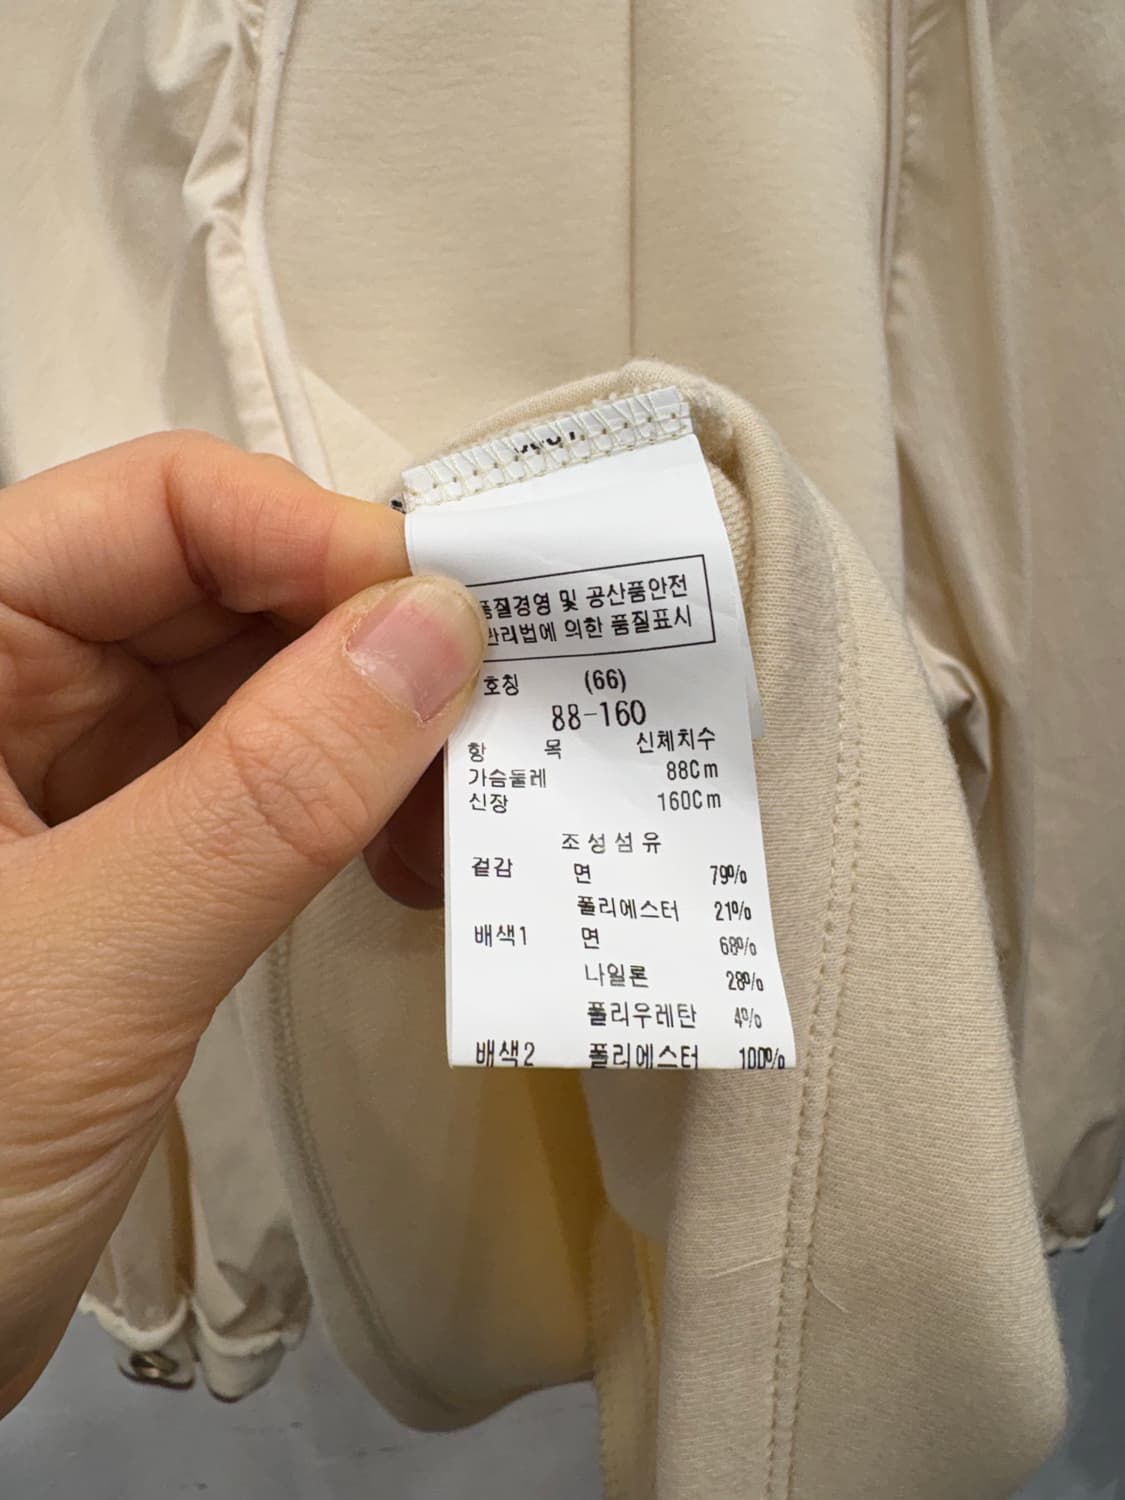 품질경영 및 공산품안전
관리법에 의한 품질표시
호칭 (66)
88-160
항 목 신체치수
가슴둘레 88Cm
신장 160Cm
조성섬유
겉감 면 79%
폴리에스터 21%
배색1 면 68%
나일론 28%
폴리우레탄 4%
배색2 폴리에스터 100%